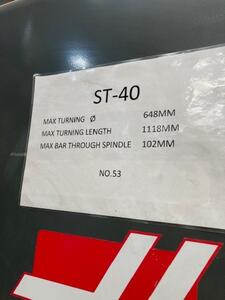 ST-40
MAX TURNING Ø 648MM
MAX TURNING LENGTH 1118MM
MAX BAR THROUGH SPINDLE 102MM
NO.53